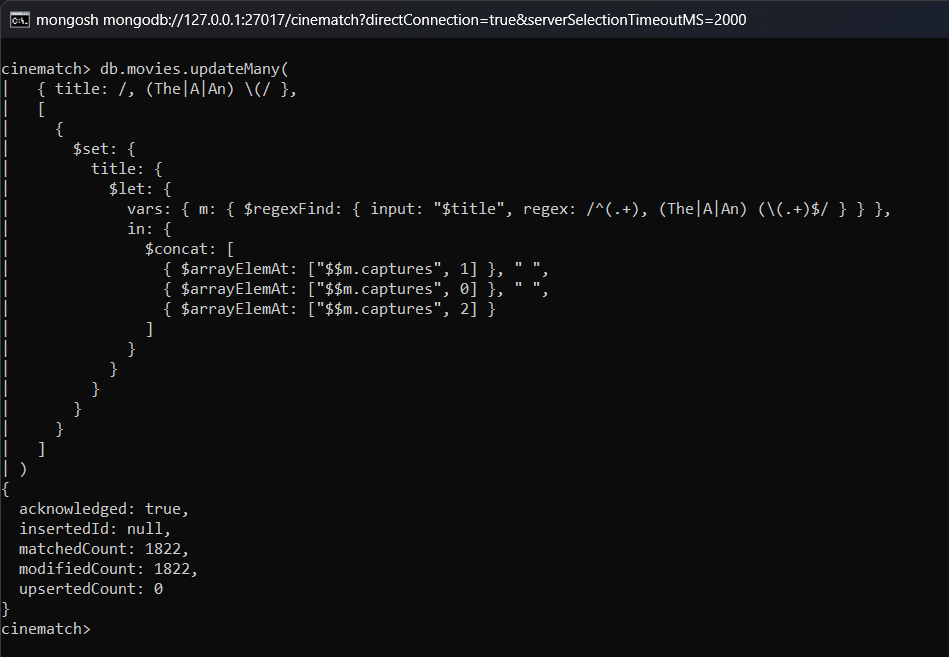 mongosh mongodb://127.0.0.1:27017/cinematch?directConnection=true&serverSelectionTimeoutMS=2000
cinematch> db.movies.updateMany(
|   { title: /, (The|A|An) \(/ },
|   [
|     {
|       $set: {
|         title: {
|           $let: {
|             vars: { m: { $regexFind: { input: "$title", regex: /^(.+), (The|A|An) (\(.+)$/ } } },
|             in: {
|               $concat: [
|                 { $arrayElemAt: ["$$m.captures", 1] }, " ",
|                 { $arrayElemAt: ["$$m.captures", 0] }, " ",
|                 { $arrayElemAt: ["$$m.captures", 2] }
|               ]
|             }
|           }
|         }
|       }
|     }
|   ]
| )
{
  acknowledged: true,
  insertedId: null,
  matchedCount: 1822,
  modifiedCount: 1822,
  upsertedCount: 0
}
cinematch>